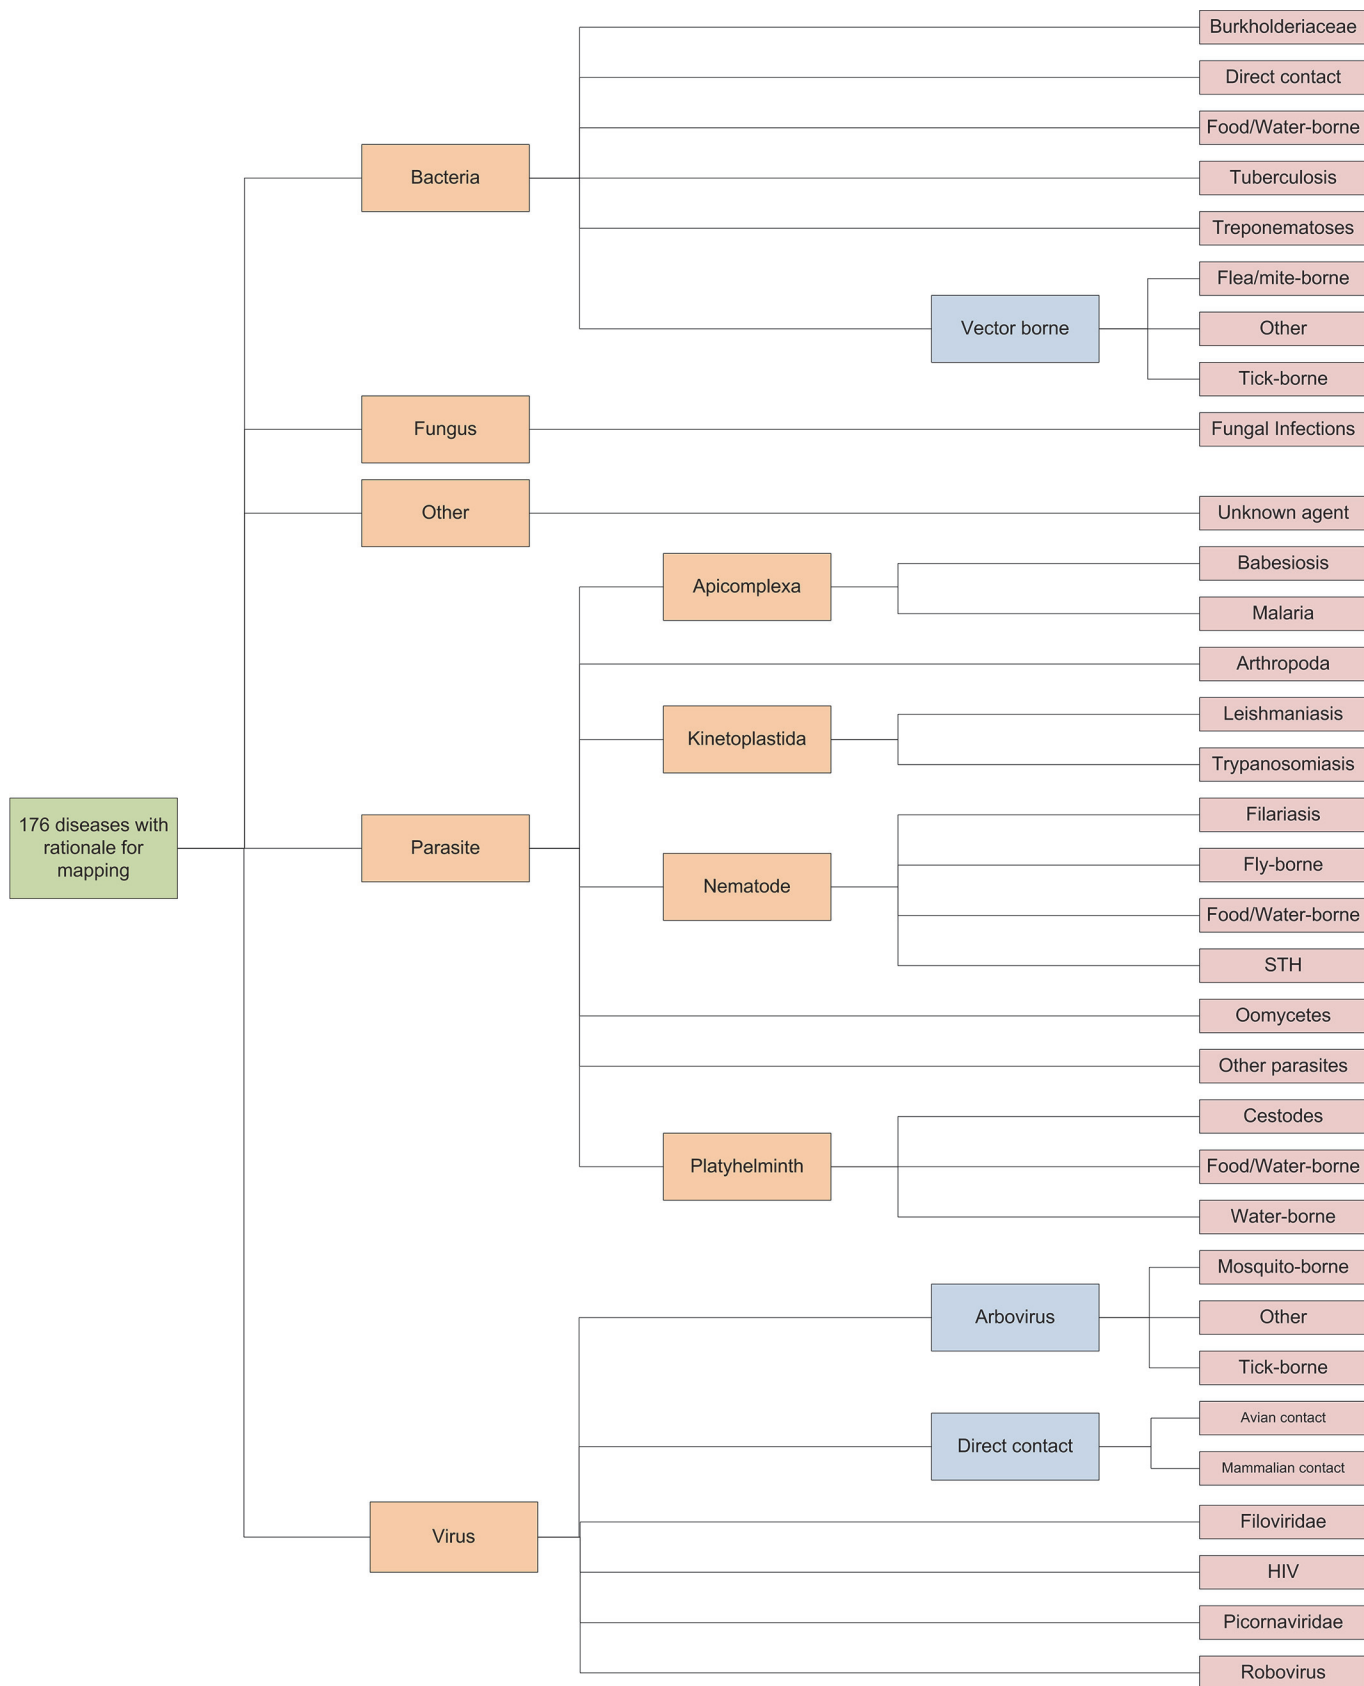 Burkholderiaceae
Direct contact
Food/Water-borne
Bacteria
Tuberculosis
Treponematoses
Flea/mite-borne
Vector borne
Other
Tick-borne
Fungus
Fungal Infections
Other
Unknown agent
Babesiosis
Apicomplexa
Malaria
Arthropoda
Leishmaniasis
Kinetoplastida
Trypanosomiasis
Filariasis
176 diseases with
rationale for
mapping
Parasite
Fly-borne
Nematode
Food/Water-borne
STH
Oomycetes
Other parasites
Cestodes
Platyhelminth
Food/Water-borne
Water-borne
Mosquito-borne
Arbovirus
Other
Tick-borne
Avian contact
Direct contact
Mammalian contact
Filoviridae
Virus
HIV
Picornaviridae
Robovirus